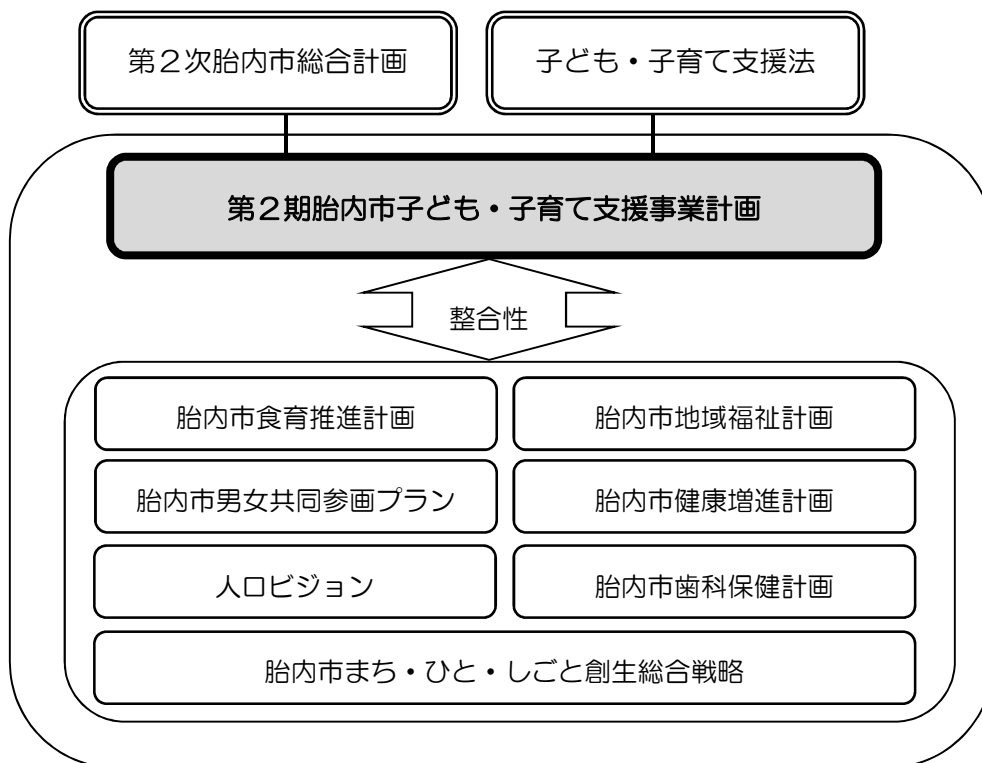 第２次胎内市総合計画
子ども・子育て支援法
第２期胎内市子ども・子育て支援事業計画
整合性
胎内市食育推進計画
胎内市地域福祉計画
胎内市男女共同参画プラン
胎内市健康増進計画
人口ビジョン
胎内市歯科保健計画
胎内市まち・ひと・しごと創生総合戦略